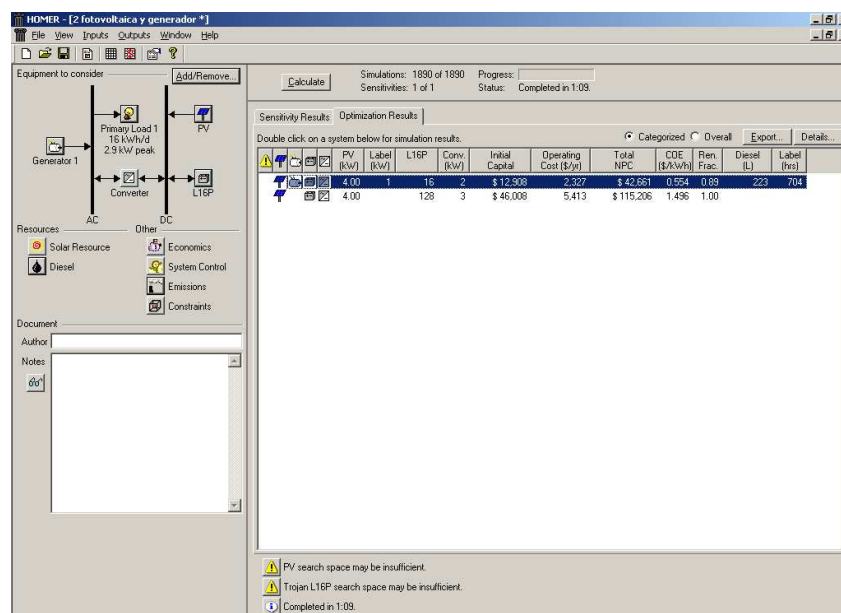 HOMER - [2 fotovoltaica y generador *]
File View Inputs Outputs Window Help
Equipment to consider
Add/Remove...
Primary Load 1
16 kWh/d
2.9 kW peak
PV
Generator 1
Converter
L16P
AC DC
Resources Other
Solar Resource Economics
Diesel System Control
Emissions
Constraints
Document
Author
Notes
Calculate
Simulations: 1890 of 1890 Progress:
Sensitivities: 1 of 1 Status: Completed in 1:09.
Sensitivity Results Optimization Results
Double click on a system below for simulation results.
Categorized Overall Export... Details...
PV (kW) Label (kW) L16P Conv. (kW) Initial Capital Operating Cost ($/yr) Total NPC COE ($/kWh) Ren. Frac. Diesel (L) Label (hrs)
4.00 1 16 2 $ 12,908 2,327 $ 42,661 0.554 0.89 223 704
4.00 128 3 $ 46,008 5,413 $ 115,206 1.496 1.00
PV search space may be insufficient.
Trojan L16P search space may be insufficient.
Completed in 1:09.